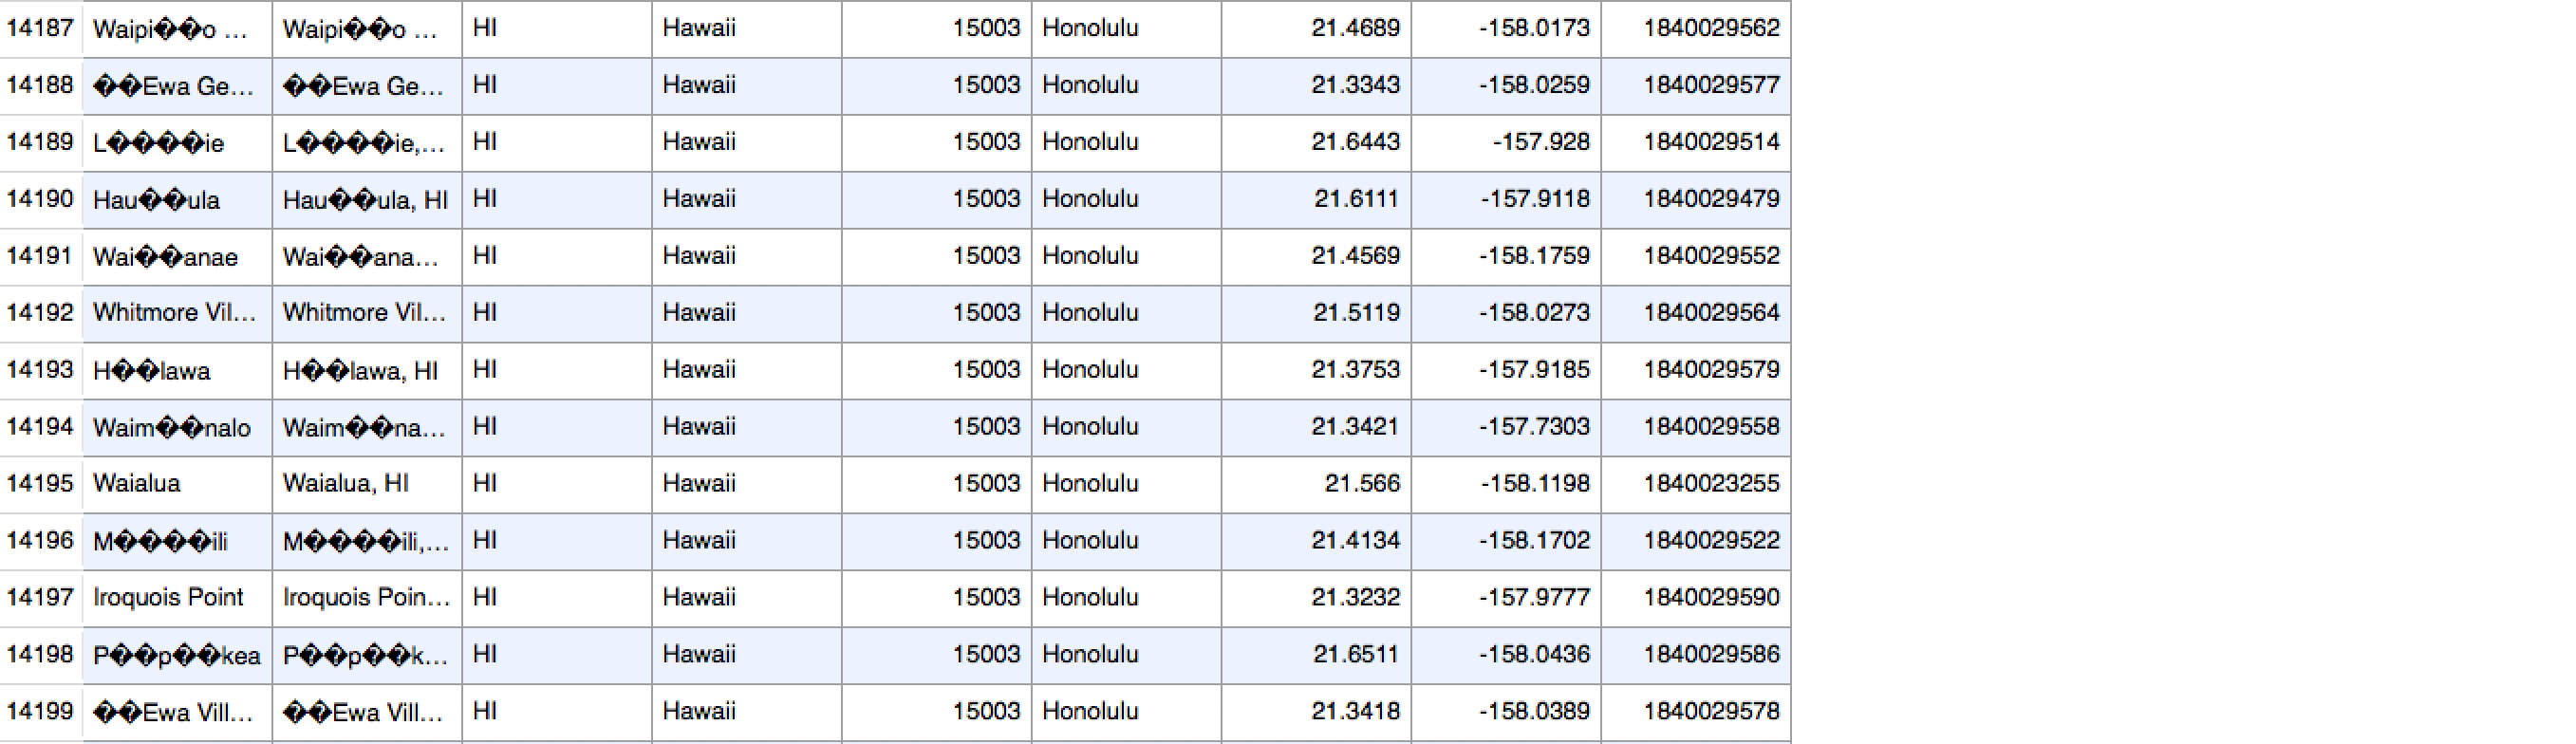 14187 Waipi��o … Waipi��o … HI Hawaii 15003 Honolulu 21.4689 -158.0173 1840029562
14188 ��Ewa Ge… ��Ewa Ge… HI Hawaii 15003 Honolulu 21.3343 -158.0259 1840029577
14189 L����ie L����ie,… HI Hawaii 15003 Honolulu 21.6443 -157.928 1840029514
14190 Hau��ula Hau��ula, HI HI Hawaii 15003 Honolulu 21.6111 -157.9118 1840029479
14191 Wai��anae Wai��ana… HI Hawaii 15003 Honolulu 21.4569 -158.1759 1840029552
14192 Whitmore Vil… Whitmore Vil… HI Hawaii 15003 Honolulu 21.5119 -158.0273 1840029564
14193 H��lawa H��lawa, HI HI Hawaii 15003 Honolulu 21.3753 -157.9185 1840029579
14194 Waim��nalo Waim��na… HI Hawaii 15003 Honolulu 21.3421 -157.7303 1840029558
14195 Waialua Waialua, HI HI Hawaii 15003 Honolulu 21.566 -158.1198 1840023255
14196 M����ili M����ili,… HI Hawaii 15003 Honolulu 21.4134 -158.1702 1840029522
14197 Iroquois Point Iroquois Poin… HI Hawaii 15003 Honolulu 21.3232 -157.9777 1840029590
14198 P��p��kea P��p��k… HI Hawaii 15003 Honolulu 21.6511 -158.0436 1840029586
14199 ��Ewa Vill… ��Ewa Vill… HI Hawaii 15003 Honolulu 21.3418 -158.0389 1840029578